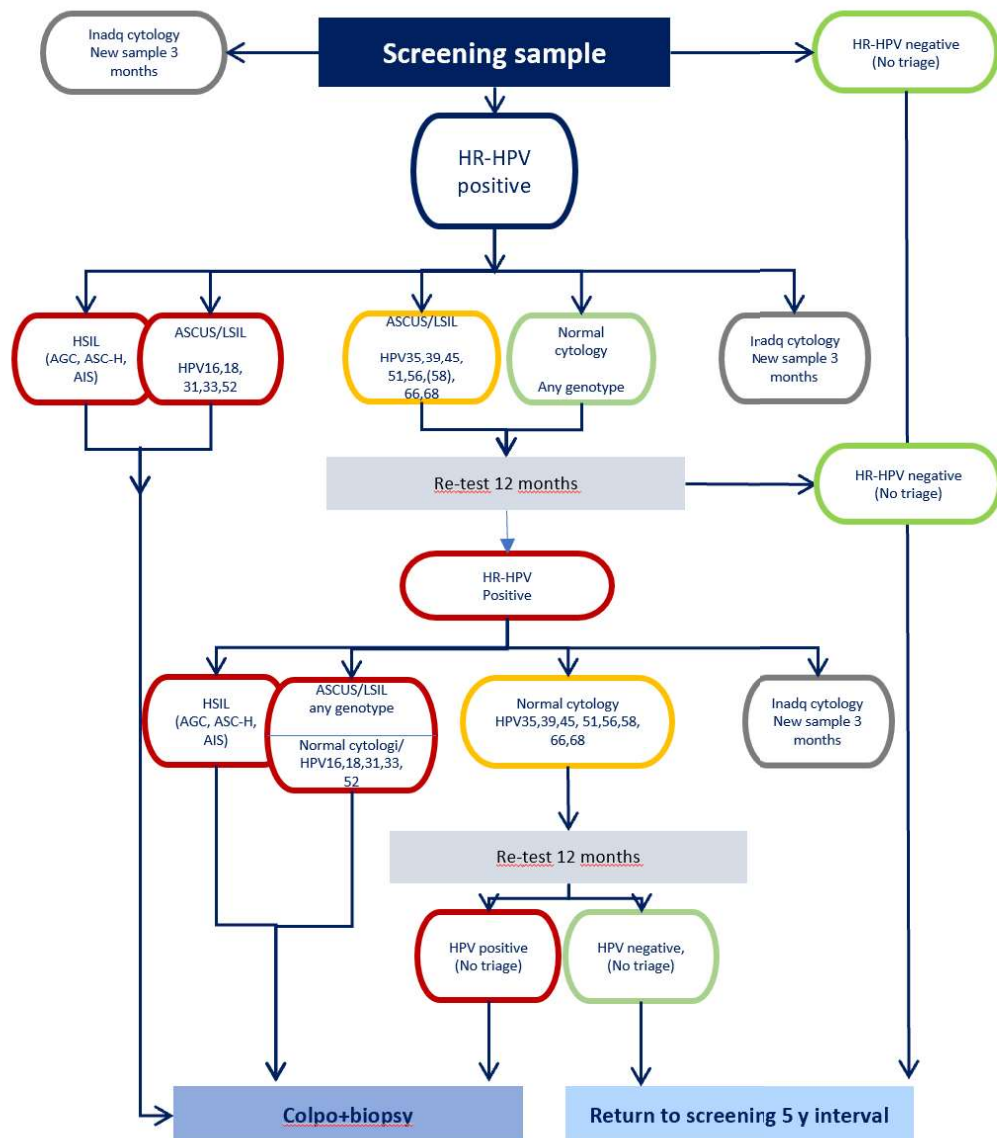 Inadq cytology
New sample 3
months
Screening sample
HR-HPV negative
(No triage)
HR-HPV
positive
HSIL
(AGC, ASC-H,
AIS)
ASCUS/LSIL
HPV16,18,
31,33,52
ASCUS/LSIL
HPV35,39,45,
51,56,(58),
66,68
Normal
cytology
Any genotype
Inadq cytology
New sample 3
months
Re-test 12 months
HR-HPV negative
(No triage)
HR-HPV
Positive
HSIL
(AGC, ASC-H,
AIS)
ASCUS/LSIL
any genotype
Normal cytologi/
HPV16,18,31,33,
52
Normal cytology
HPV35,39,45, 51,56,58,
66,68
Inadq cytology
New sample 3
months
Re-test 12 months
HPV positive
(No triage)
HPV negative,
(No triage)
Colpo+biopsy
Return to screening 5 y interval